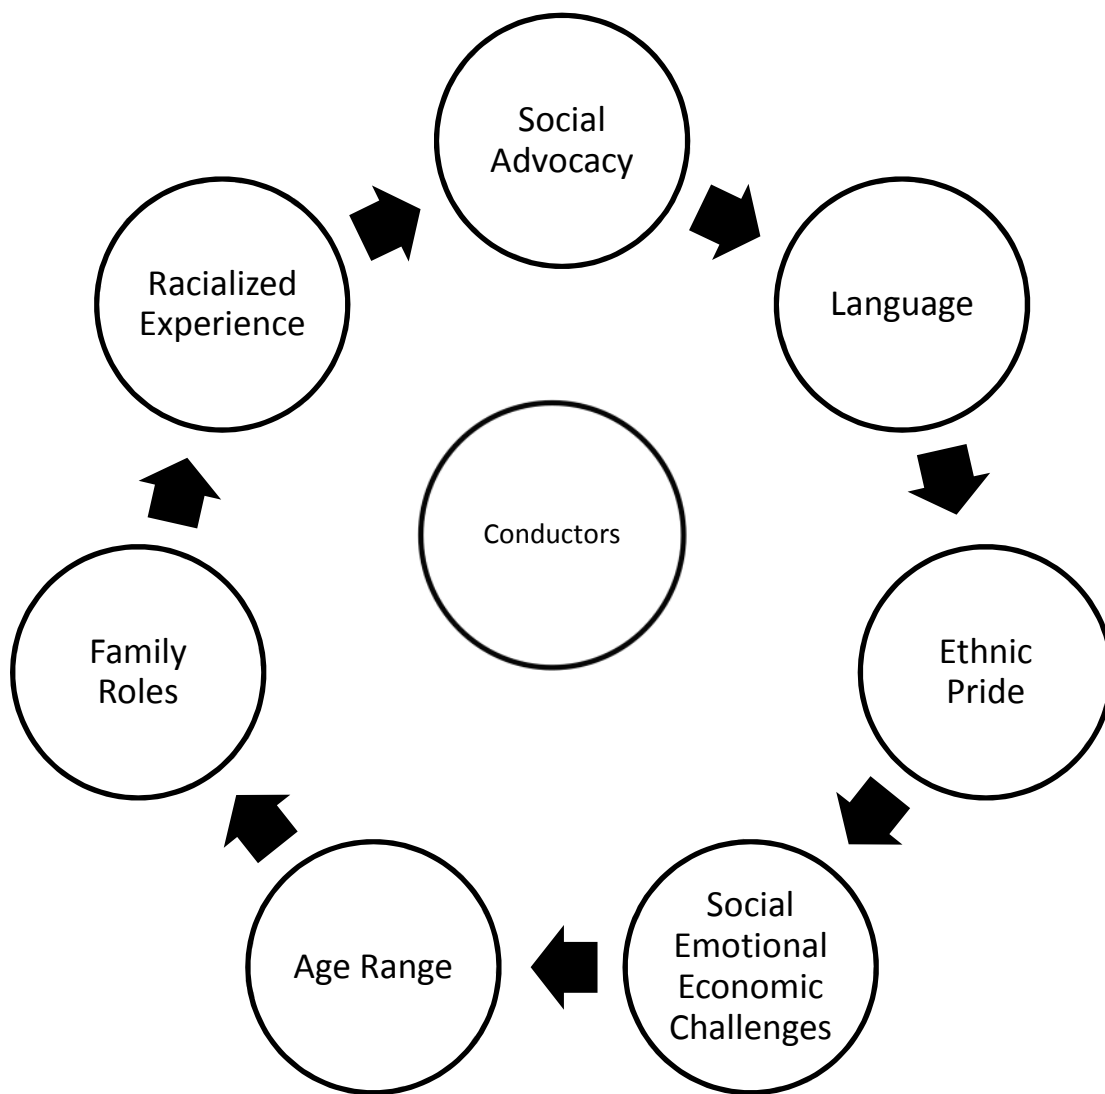 Social
Advocacy
Language
Ethnic
Pride
Social
Emotional
Economic
Challenges
Age Range
Family
Roles
Racialized
Experience
Conductors